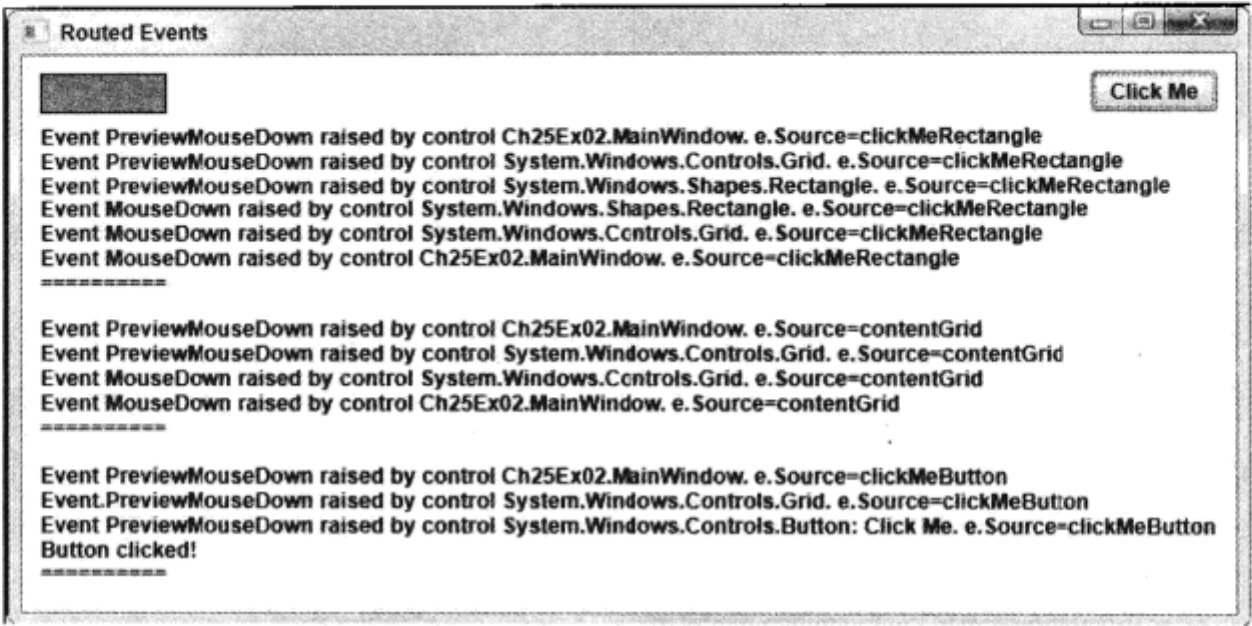 Routed Events
Click Me
Event PreviewMouseDown raised by control Ch25Ex02.MainWindow. e.Source=clickMeRectangle
Event PreviewMouseDown raised by control System.Windows.Controls.Grid. e.Source=clickMeRectangle
Event PreviewMouseDown raised by control System.Windows.Shapes.Rectangle. e.Source=clickMeRectangle
Event MouseDown raised by control System.Windows.Shapes.Rectangle. e.Source=clickMeRectangle
Event MouseDown raised by control System.Windows.Controls.Grid. e.Source=clickMeRectangle
Event MouseDown raised by control Ch25Ex02.MainWindow. e.Source=clickMeRectangle
==========
Event PreviewMouseDown raised by control Ch25Ex02.MainWindow. e.Source=contentGrid
Event PreviewMouseDown raised by control System.Windows.Controls.Grid. e.Source=contentGrid
Event MouseDown raised by control System.Windows.Controls.Grid. e.Source=contentGrid
Event MouseDown raised by control Ch25Ex02.MainWindow. e.Source=contentGrid
==========
Event PreviewMouseDown raised by control Ch25Ex02.MainWindow. e.Source=clickMeButton
Event.PreviewMouseDown raised by control System.Windows.Controls.Grid. e.Source=clickMeButton
Event PreviewMouseDown raised by control System.Windows.Controls.Button: Click Me. e.Source=clickMeButton
Button clicked!
==========